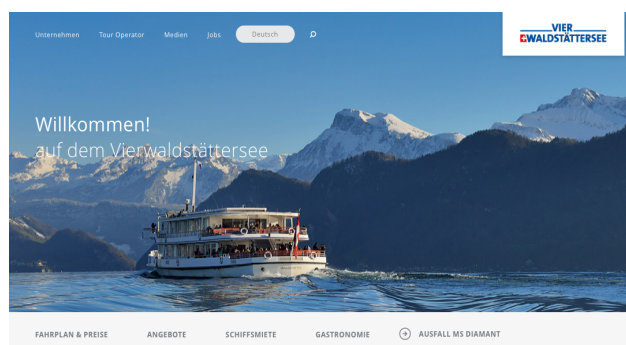 Unternehmen Tour Operator Medien Jobs Deutsch
VIER
WALDSTÄTTERSEE
Willkommen!
auf dem Vierwaldstättersee
FAHRPLAN & PREISE ANGEBOTE SCHIFFSMIETE GASTRONOMIE AUSFALL MS DIAMANT